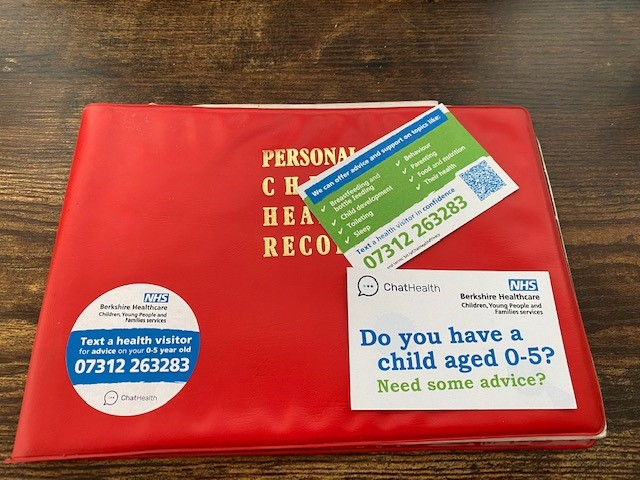 PERSONAL
CH
HEA
RECO
We can offer advice and support on topics like:
✓ Breastfeeding and
bottle feeding
✓ Child development
✓ Toileting
✓ Sleep
✓ Behaviour
✓ Parenting
✓ Food and nutrition
✓ Their health
Text a health visitor in confidence
07312 263283
ChatHealth
NHS
Berkshire Healthcare
Children, Young People and
Families services
Do you have a
child aged 0-5?
Need some advice?
NHS
Berkshire Healthcare
Children, Young People and
Families services
Text a health visitor
for advice on your 0-5 year old
07312 263283
ChatHealth